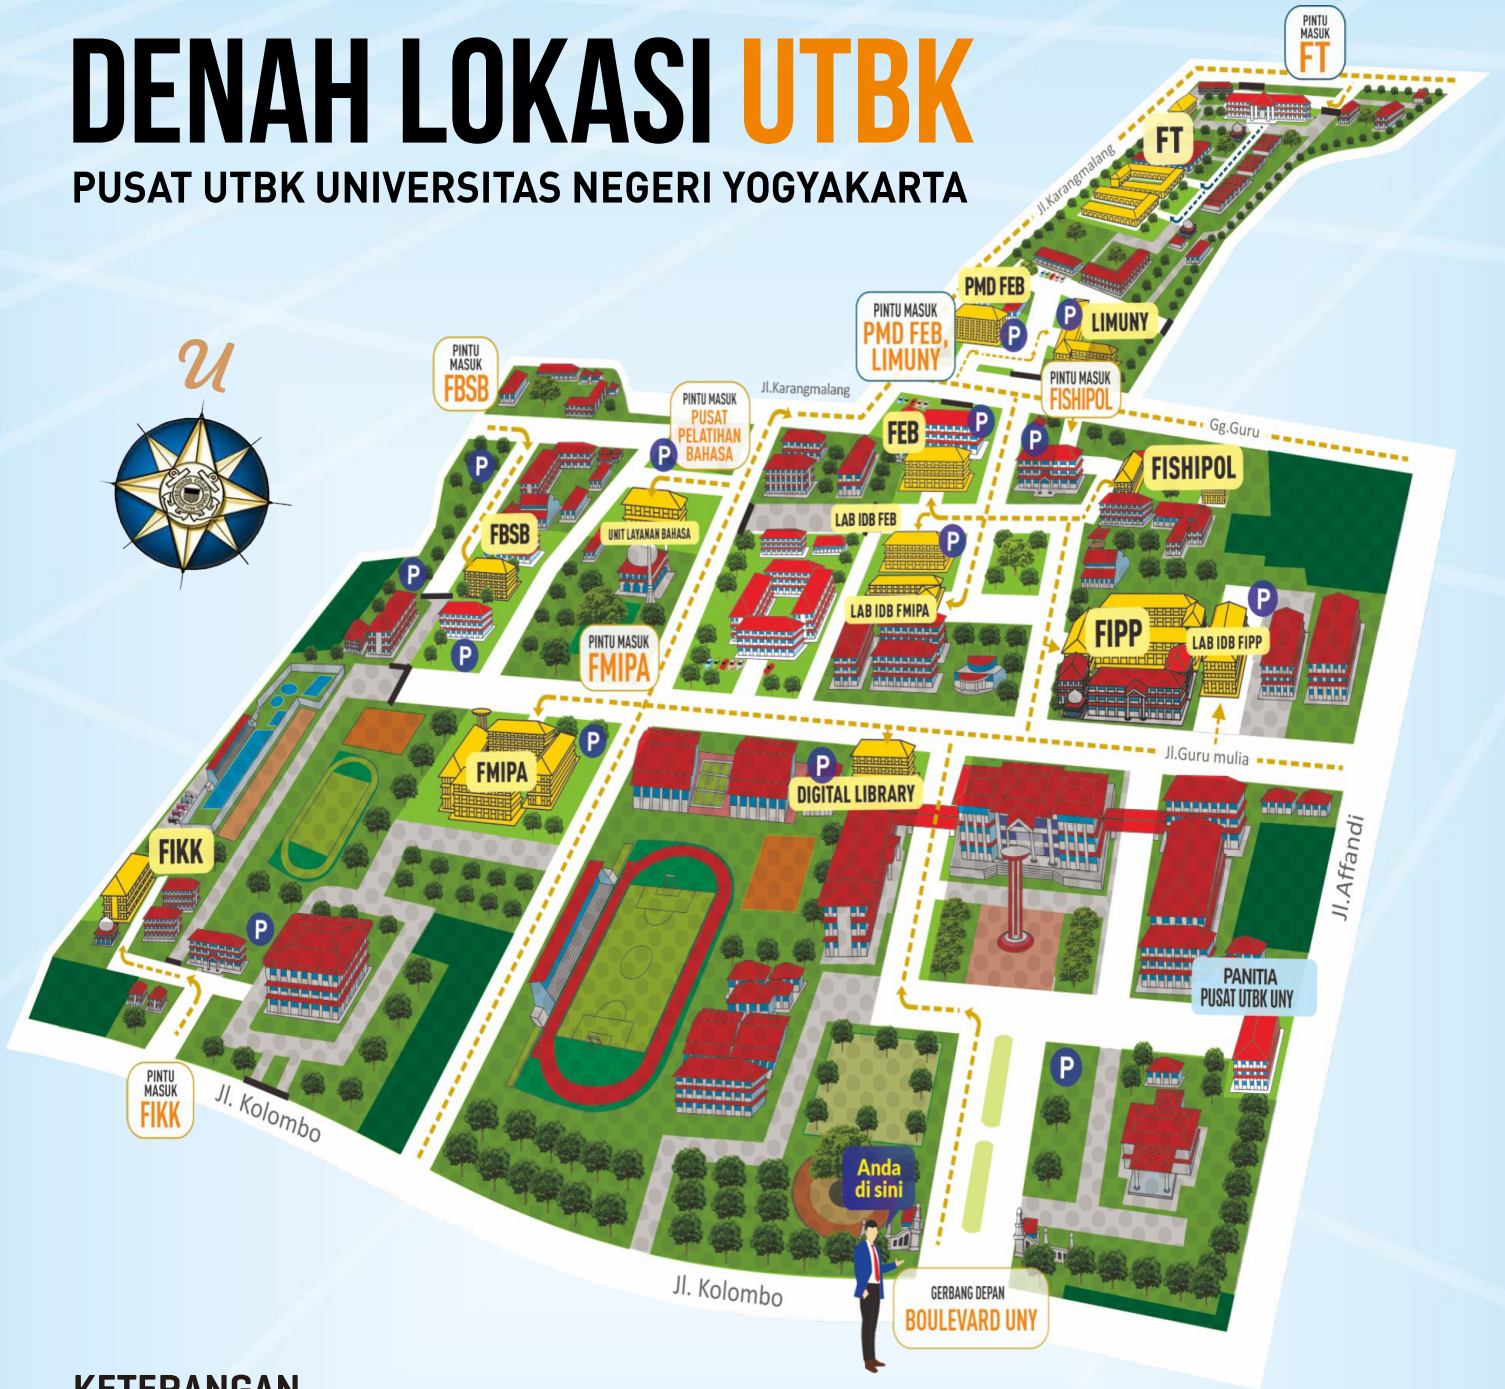 DENAH LOKASI UTBK
PUSAT UTBK UNIVERSITAS NEGERI YOGYAKARTA
PINTU
MASUK
FT
FT
Jl.Karangmalang
PMD FEB
P
P
LIMUNY
PINTU MASUK
PMD FEB,
LIMUNY
U
PINTU
MASUK
FBSB
PINTU MASUK
PUSAT
PELATIHAN
BAHASA
Jl.Karangmalang
PINTU MASUK
FISHIPOL
Gg.Guru
FEB
P
P
P
P
FISHIPOL
FBSB
UNIT LAYANAN BAHASA
LAB IDB FEB
P
P
LAB IDB FMIPA
P
FIPP
LAB IDB FIPP
P
PINTU MASUK
FMIPA
FMIPA
P
P
DIGITAL LIBRARY
Jl.Guru mulia
Jl.Affandi
FIKK
P
PANITIA
PUSAT UTBK UNY
P
PINTU
MASUK
FIKK
Jl. Kolombo
Anda
di sini
Jl. Kolombo
GERBANG DEPAN
BOULEVARD UNY
KETERANGAN